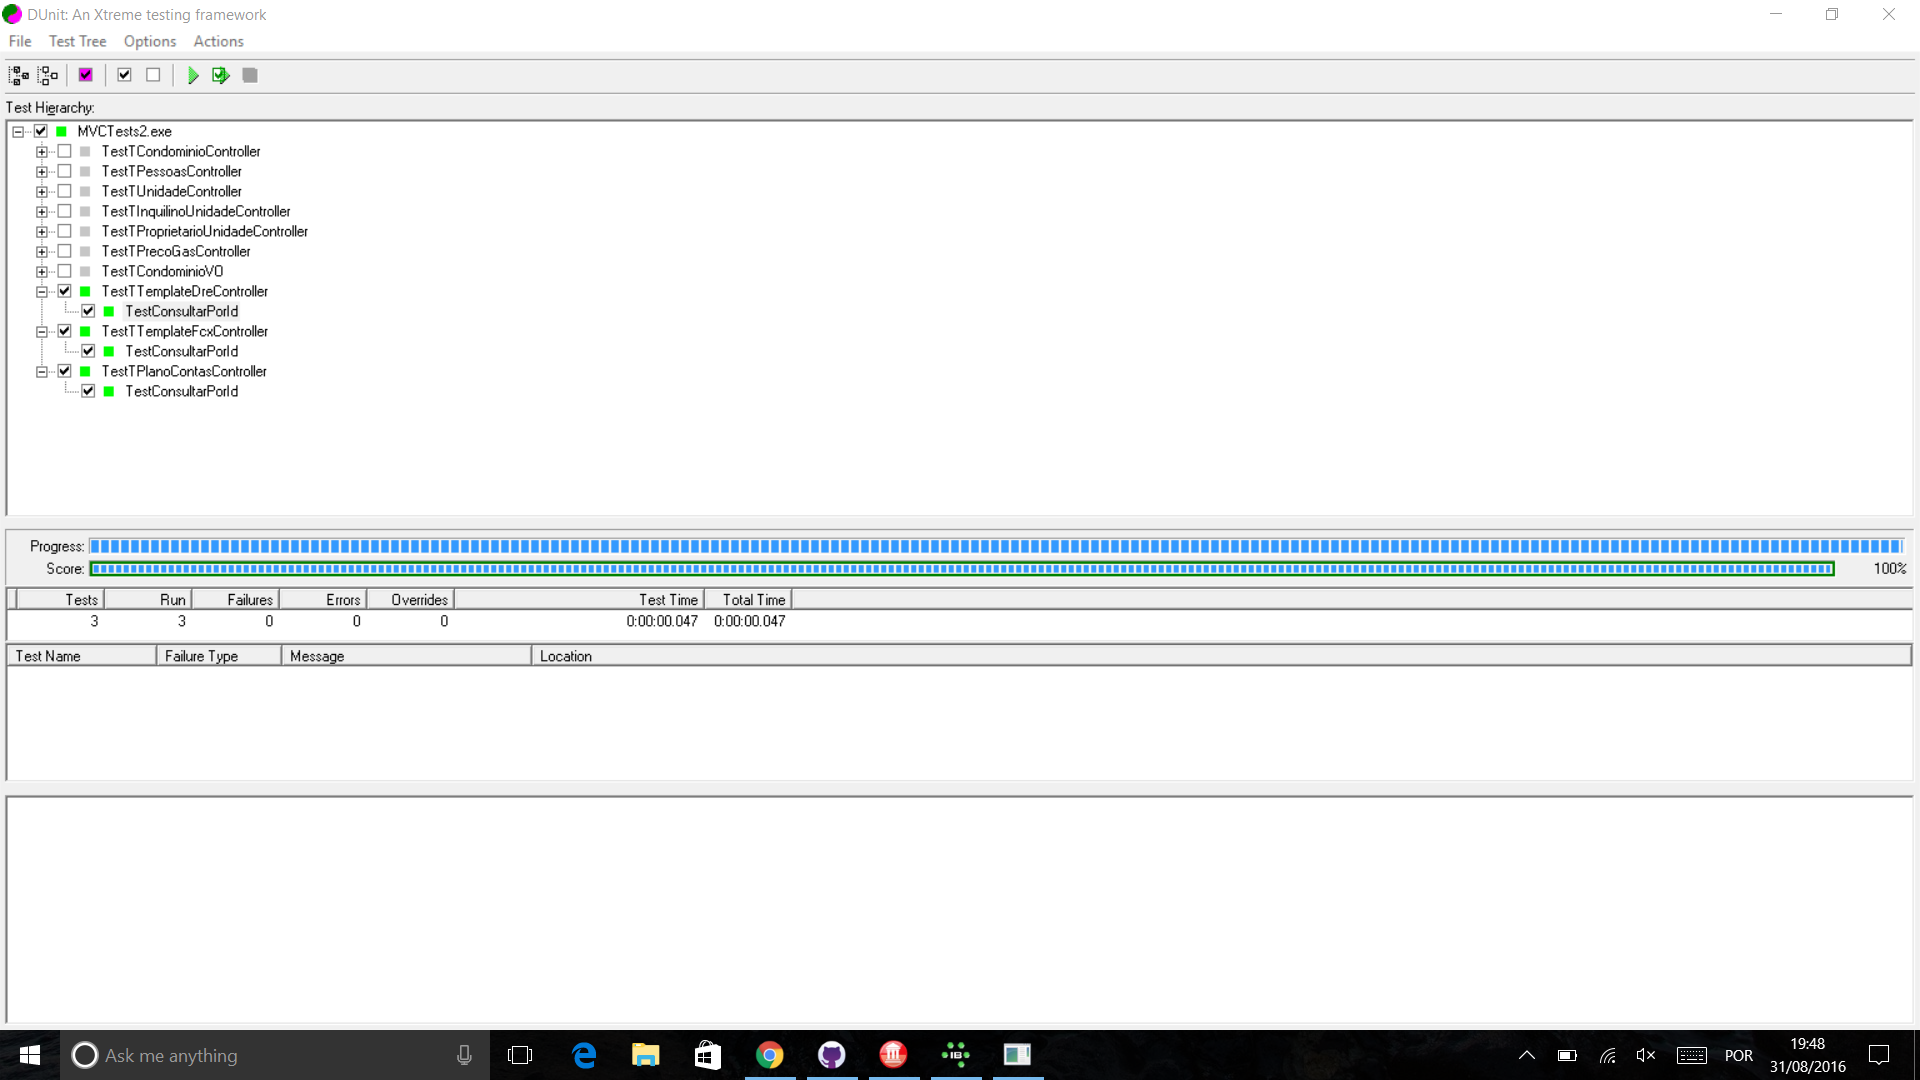 DUnit: An Xtreme testing framework
File Test Tree Options Actions
Test Hierarchy:
MVCTests2.exe
TestTCondominioController
TestTPessoasController
TestTUnidadeController
TestTInquilinoUnidadeController
TestTProprietarioUnidadeController
TestTPrecoGasController
TestTCondominioVO
TestTTemplateDreController
TestConsultarPorId
TestTTemplateFcxController
TestConsultarPorId
TestTPlanoContasController
TestConsultarPorId
Progress:
Score: 100%
Tests Run Failures Errors Overrides Test Time Total Time
3 3 0 0 0 0:00:00.047 0:00:00.047
Test Name Failure Type Message Location
Ask me anything
IB
POR
19:48
31/08/2016